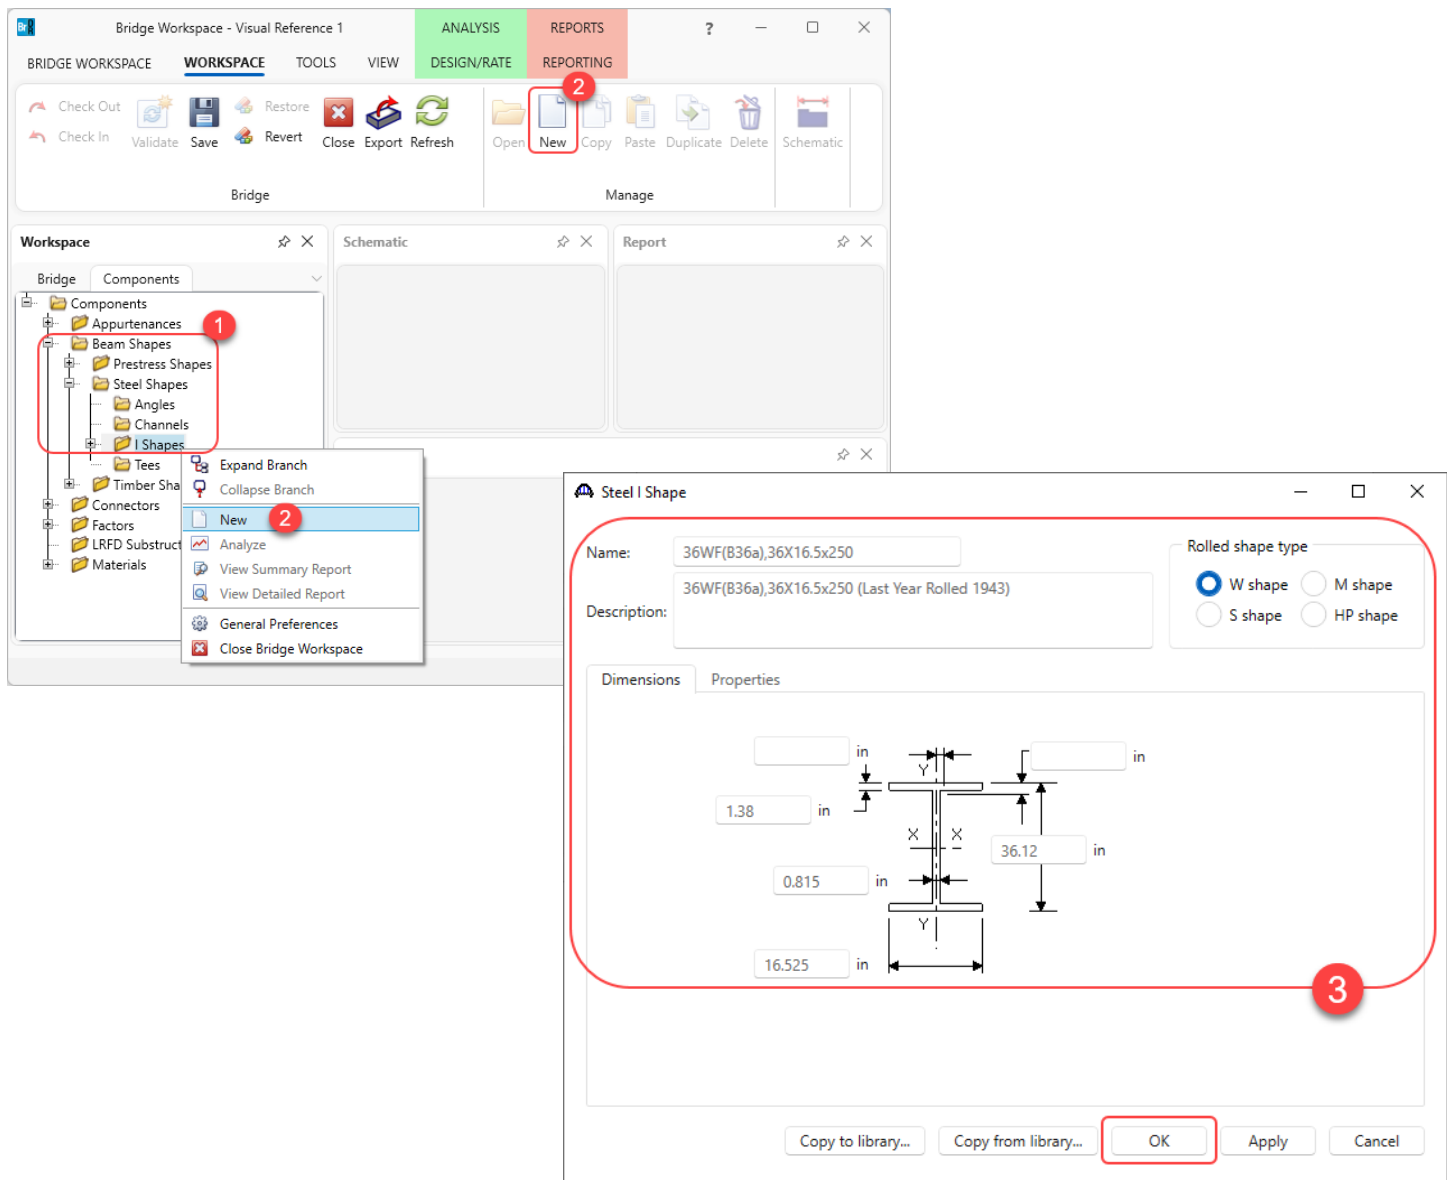 Br
Bridge Workspace - Visual Reference 1
ANALYSIS
REPORTS
?
BRIDGE WORKSPACE
WORKSPACE
TOOLS
VIEW
DESIGN/RATE
REPORTING
2
Check Out
Check In
Validate
Save
Restore
Revert
Close
Export
Refresh
Open
New
Copy
Paste
Duplicate
Delete
Schematic
Bridge
Manage
Workspace
Schematic
Report
Bridge
Components
Components
Appurtenances
1
Beam Shapes
Prestress Shapes
Steel Shapes
Angles
Channels
I Shapes
Tees
Timber Sha
Connectors
Factors
LRFD Substruct
Materials
Expand Branch
Collapse Branch
New
2
Analyze
View Summary Report
View Detailed Report
General Preferences
Close Bridge Workspace
Steel I Shape
Name:
36WF(B36a),36X16.5x250
Description:
36WF(B36a),36X16.5x250 (Last Year Rolled 1943)
Rolled shape type
W shape
M shape
S shape
HP shape
Dimensions
Properties
in
Y
in
1.38 in
X X
36.12 in
0.815 in
Y
16.525 in
3
Copy to library...
Copy from library...
OK
Apply
Cancel